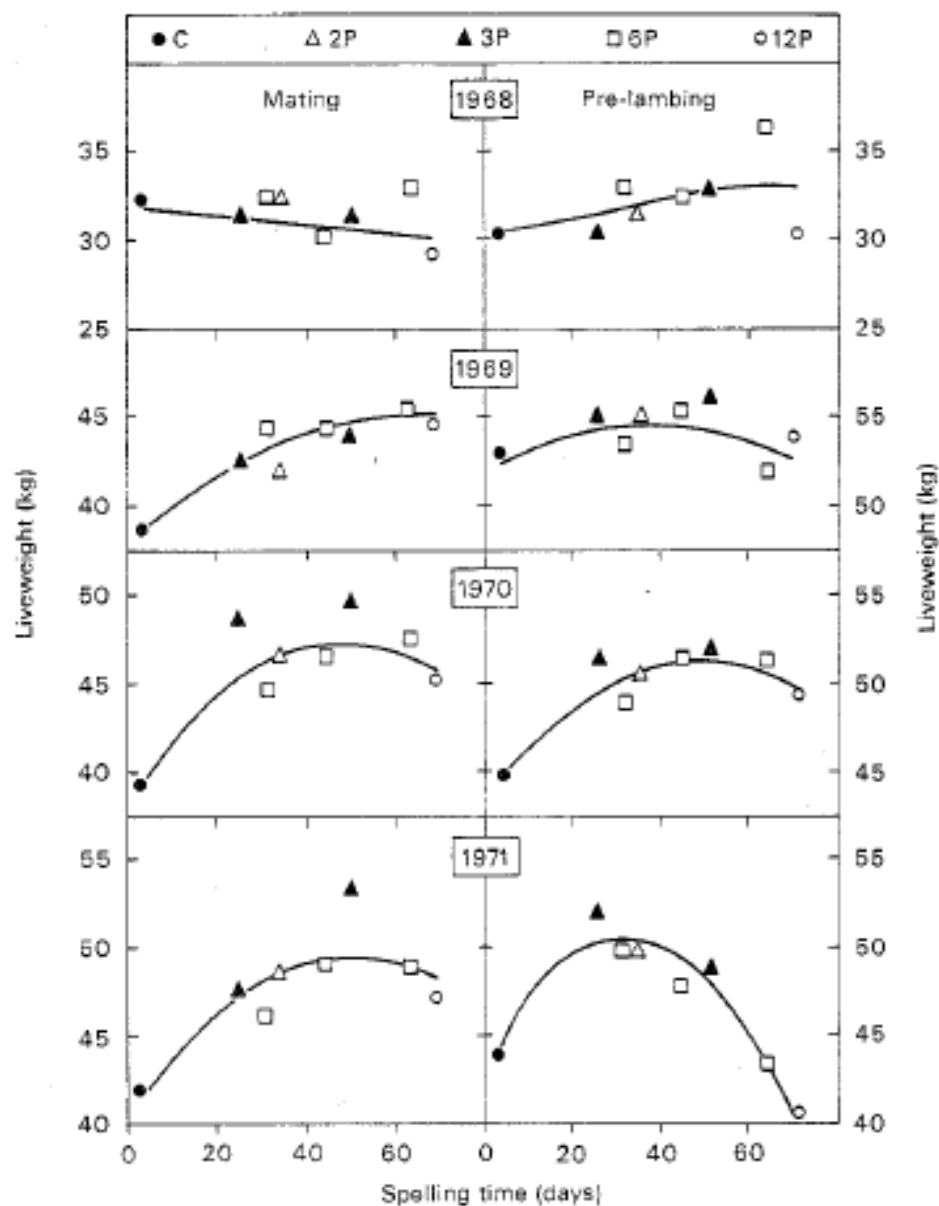 C 2P 3P 6P 12P
Mating 1968 Pre-lambing
35 35
30 30
25 25
1969
45 55
40 50
Liveweight (kg) Liveweight (kg)
50 1970 55
45 50
40 45
55 1971 55
50 50
45 45
40 40
0 20 40 60 0 20 40 60
Spelling time (days)